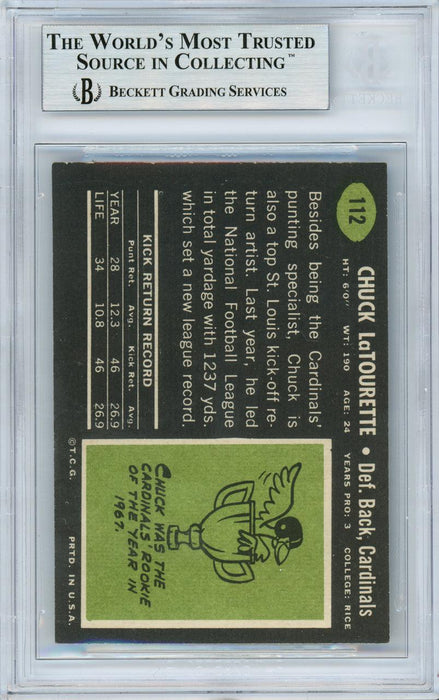 The World's Most Trusted
Source in Collecting™
B Beckett Grading Services
112
CHUCK LaTOURETTE • Def. Back, Cardinals
HT: 6'0" WT: 190 AGE: 24 YEARS PRO: 3 COLLEGE: RICE
Besides being the Cardinals'
punting specialist, Chuck is
also a top St. Louis kick-off re-
turn artist. Last year, he led
the National Football League
in total yardage with 1237 yds.
which set a new league record.
KICK RETURN RECORD
Punt Ret. Avg. Kick Ret. Avg.
YEAR 28 12.3 46 26.9
LIFE 34 10.8 46 26.9
CHUCK WAS THE
CARDINALS' ROOKIE
OF THE YEAR IN
1967.
©T.C.G. PRTD. IN U.S.A.